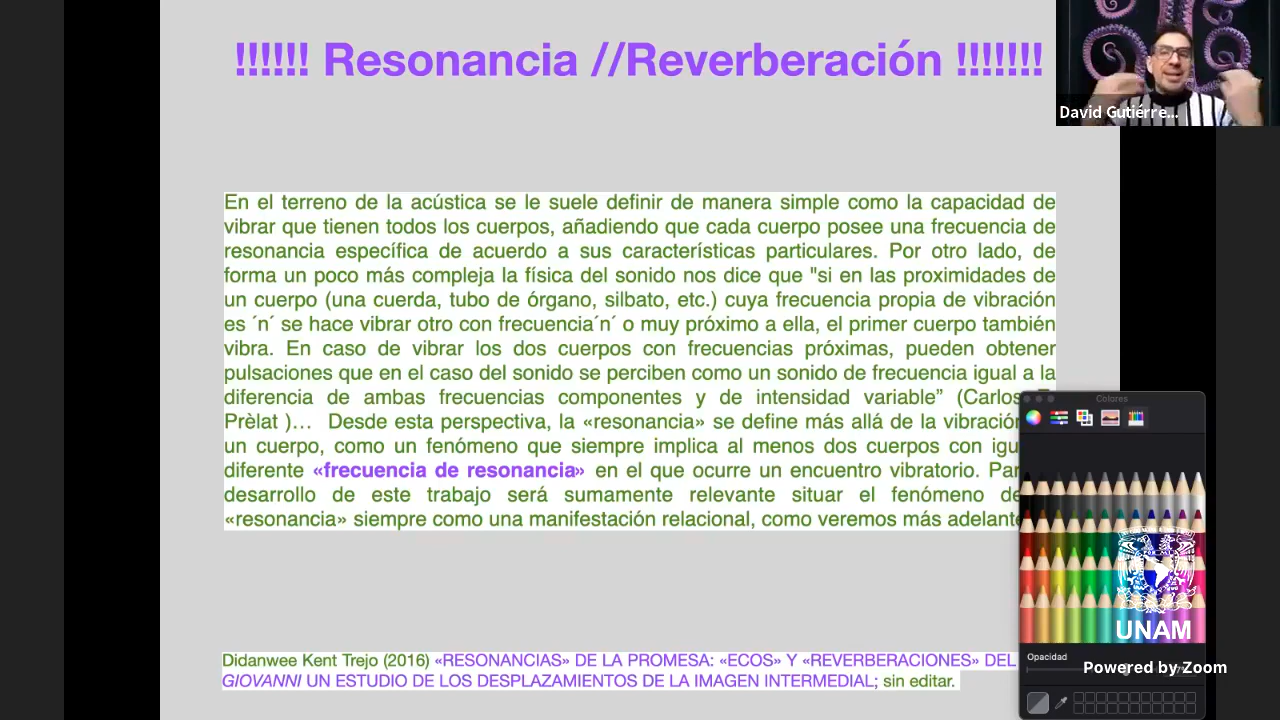 !!!!!! Resonancia //Reverberación !!!!!!!
David Gutiérre...
En el terreno de la acústica se le suele definir de manera simple como la capacidad de
vibrar que tienen todos los cuerpos, añadiendo que cada cuerpo posee una frecuencia de
resonancia específica de acuerdo a sus características particulares. Por otro lado, de
forma un poco más compleja la física del sonido nos dice que "si en las proximidades de
un cuerpo (una cuerda, tubo de órgano, silbato, etc.) cuya frecuencia propia de vibración
es ´n´ se hace vibrar otro con frecuencia´n´ o muy próximo a ella, el primer cuerpo también
vibra. En caso de vibrar los dos cuerpos con frecuencias próximas, pueden obtener
pulsaciones que en el caso del sonido se perciben como un sonido de frecuencia igual a la
diferencia de ambas frecuencias componentes y de intensidad variable” (Carlos
Prèlat )… Desde esta perspectiva, la «resonancia» se define más allá de la vibración
un cuerpo, como un fenómeno que siempre implica al menos dos cuerpos con
diferente «frecuencia de resonancia» en el que ocurre un encuentro vibratorio.
desarrollo de este trabajo será sumamente relevante situar el fenómeno
«resonancia» siempre como una manifestación relacional, como veremos más adelante
Didanwee Kent Trejo (2016) «RESONANCIAS» DE LA PROMESA: «ECOS» Y «REVERBERACIONES» DEL
GIOVANNI UN ESTUDIO DE LOS DESPLAZAMIENTOS DE LA IMAGEN INTERMEDIAL; sin editar.
Colores
UNAM
Opacidad
Powered by Zoom